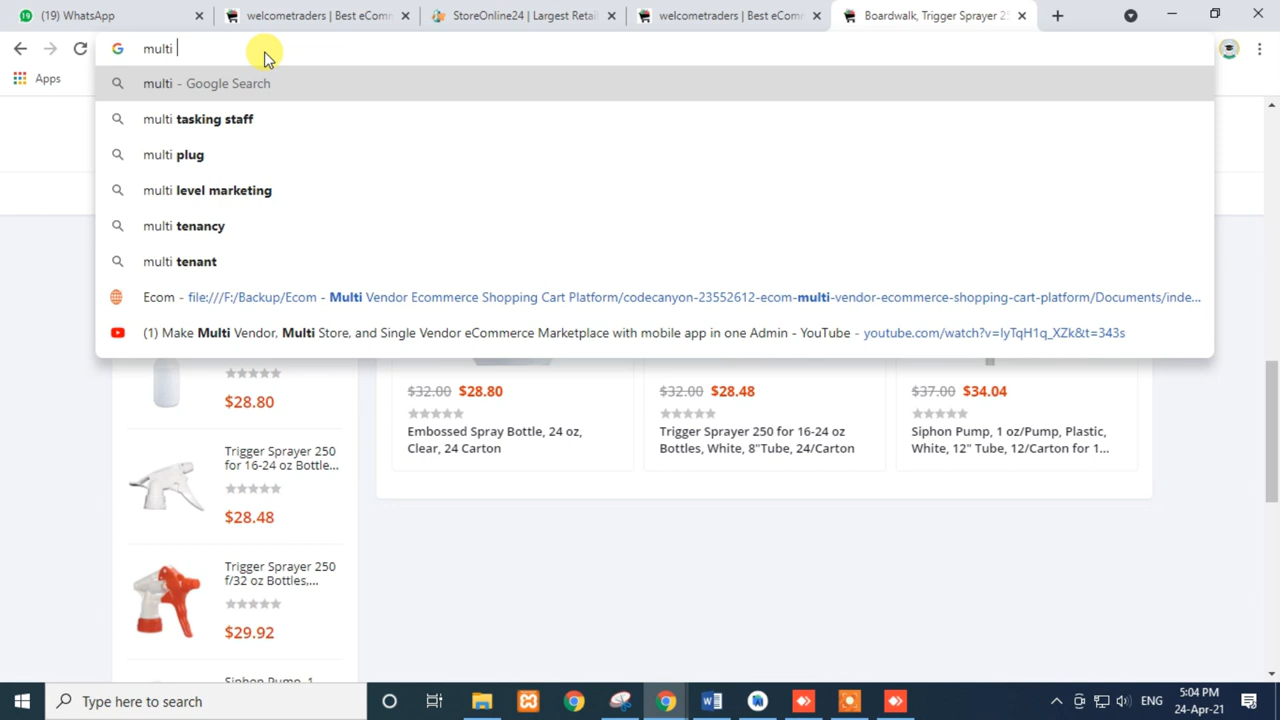 (19) WhatsApp
welcometraders | Best eComm
StoreOnline24 | Largest Retail
welcometraders | Best eComm
Boardwalk, Trigger Sprayer 25
multi
Apps
multi - Google Search
multi tasking staff
multi plug
multi level marketing
multi tenancy
multi tenant
Ecom - file:///F:/Backup/Ecom - Multi Vendor Ecommerce Shopping Cart Platform/codecanyon-23552612-ecom-multi-vendor-ecommerce-shopping-cart-platform/Documents/inde...
(1) Make Multi Vendor, Multi Store, and Single Vendor eCommerce Marketplace with mobile app in one Admin - YouTube - youtube.com/watch?v=IyTqH1q_XZk&t=343s
$28.80
Trigger Sprayer 250
for 16-24 oz Bottle...
$28.48
Trigger Sprayer 250
f/32 oz Bottles,...
$29.92
Siphon Pump, 1
$32.00 $28.80
Embossed Spray Bottle, 24 oz,
Clear, 24 Carton
$32.00 $28.48
Trigger Sprayer 250 for 16-24 oz
Bottles, White, 8"Tube, 24/Carton
$37.00 $34.04
Siphon Pump, 1 oz/Pump, Plastic,
White, 12" Tube, 12/Carton for 1...
Type here to search
ENG
5:04 PM
24-Apr-21